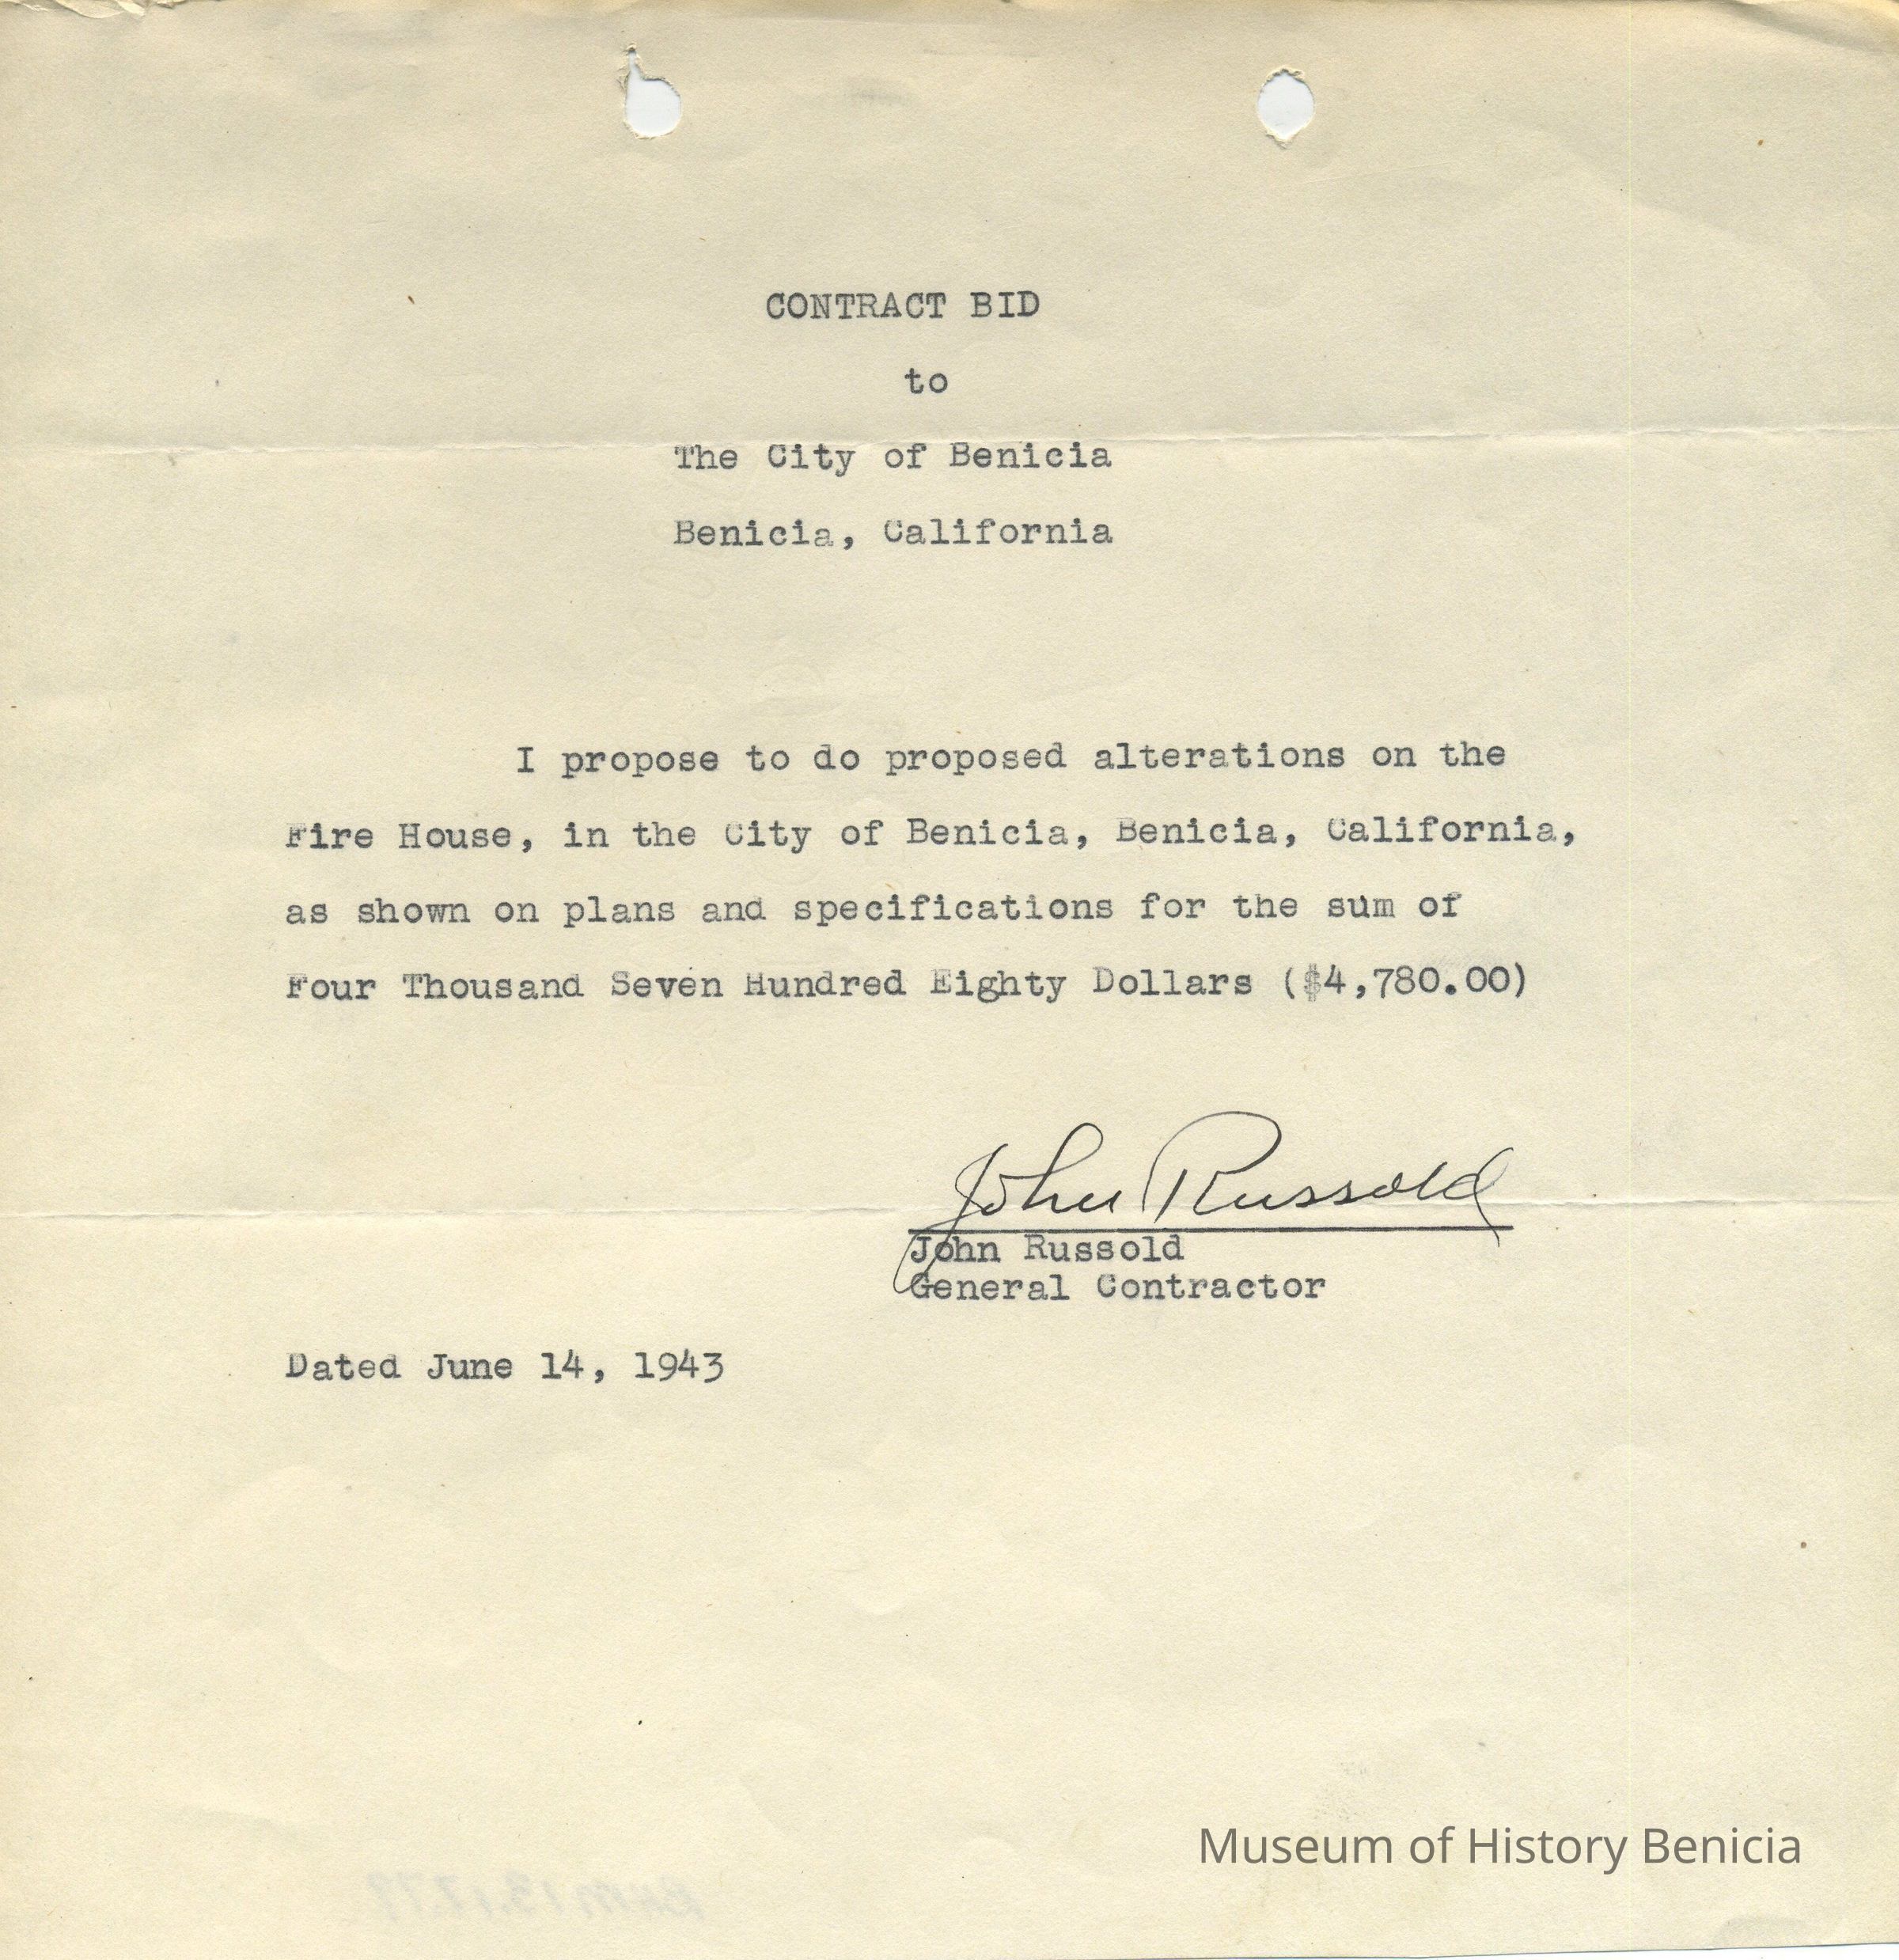 CONTRACT BID
to
The City of Benicia
Benicia, California
I propose to do proposed alterations on the
Fire House, in the City of Benicia, Benicia, California,
as shown on plans and specifications for the sum of
Four Thousand Seven Hundred Eighty Dollars ($4,780.00)
John Russold
John Russold
General Contractor
Dated June 14, 1943
Museum of History Benicia